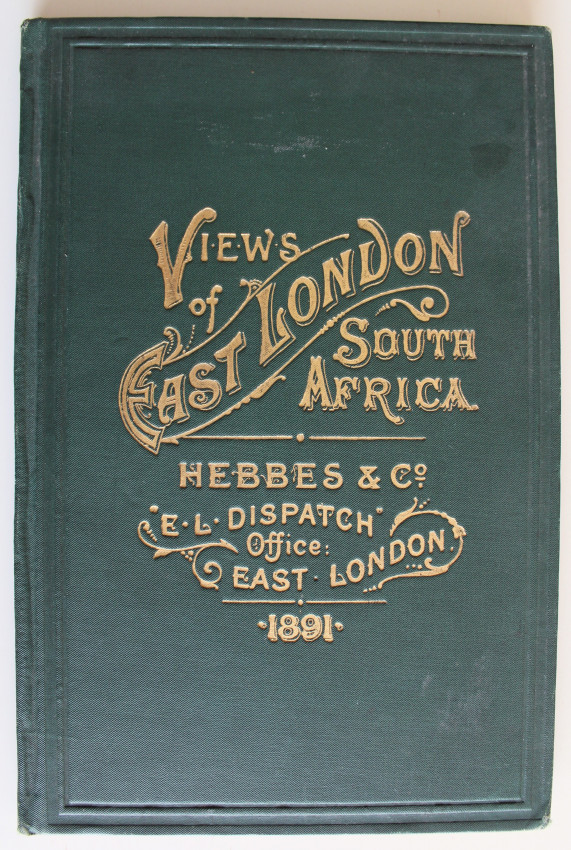 VIEWS
of
EAST LONDON
SOUTH
AFRICA.
HEBBES & Co.
"E. L. DISPATCH"
Office:
EAST LONDON.
·1891·